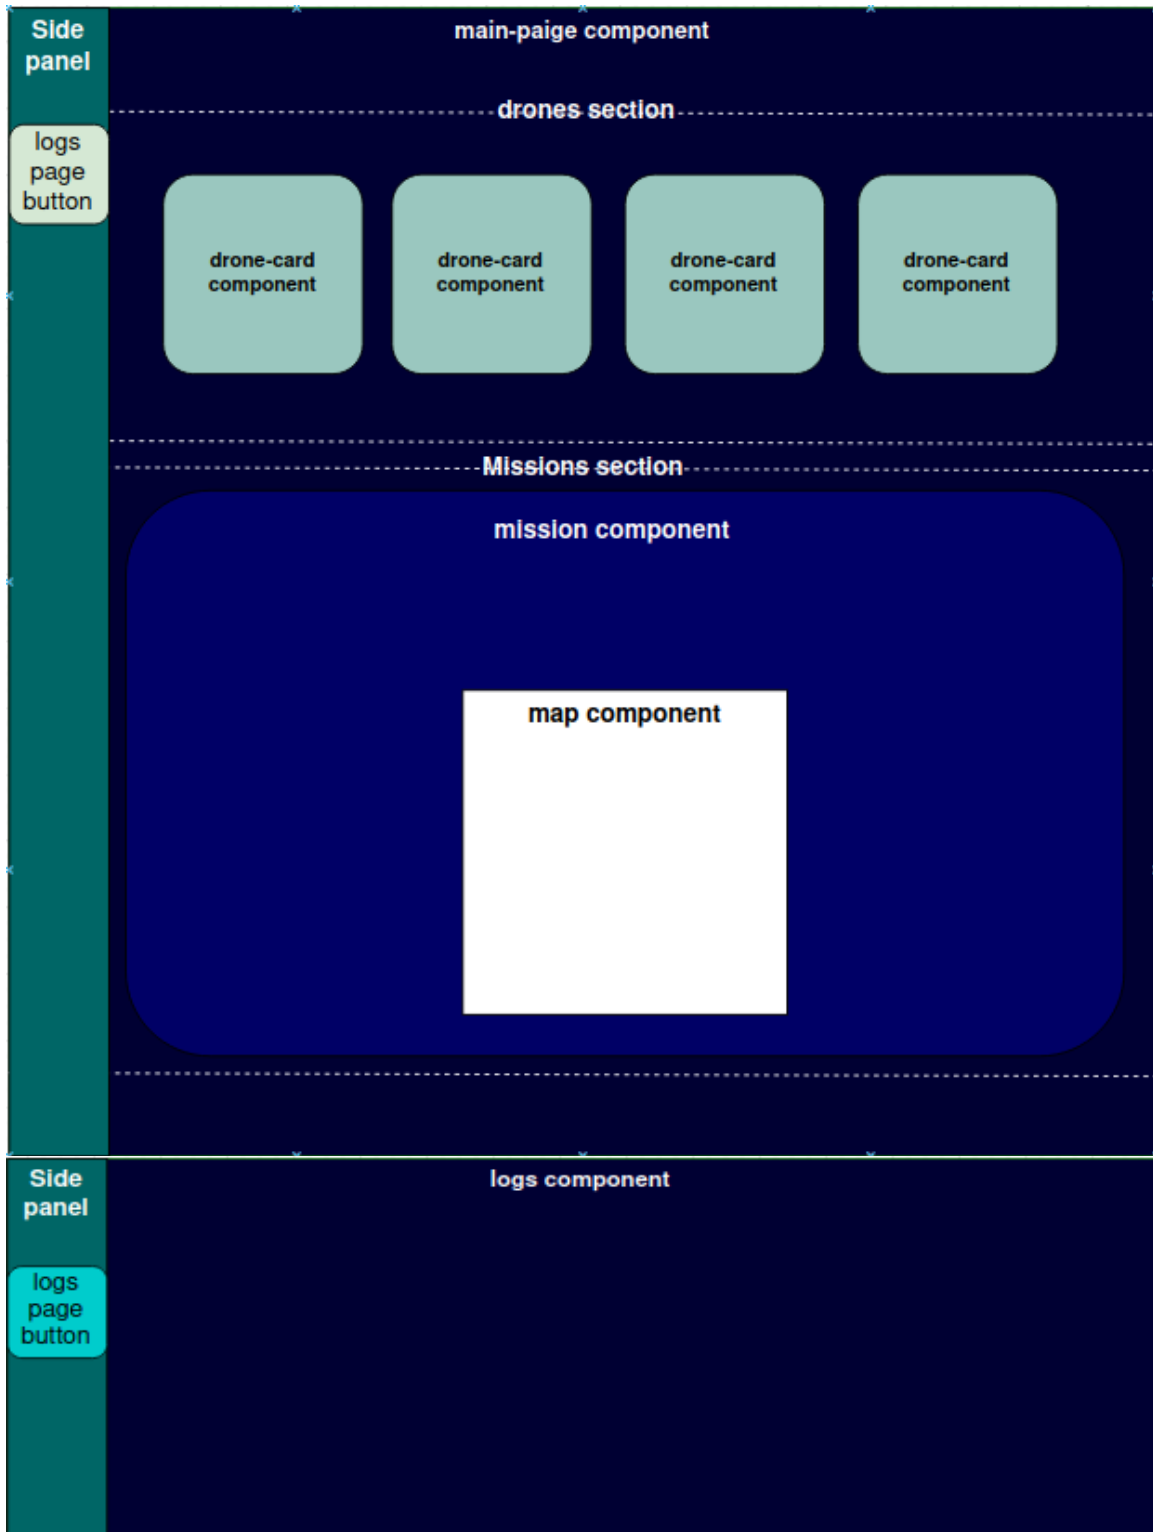 Side
panel
main-paige component
drones section
logs
page
button
drone-card
component
drone-card
component
drone-card
component
drone-card
component
Missions section
mission component
map component
Side
panel
logs component
logs
page
button